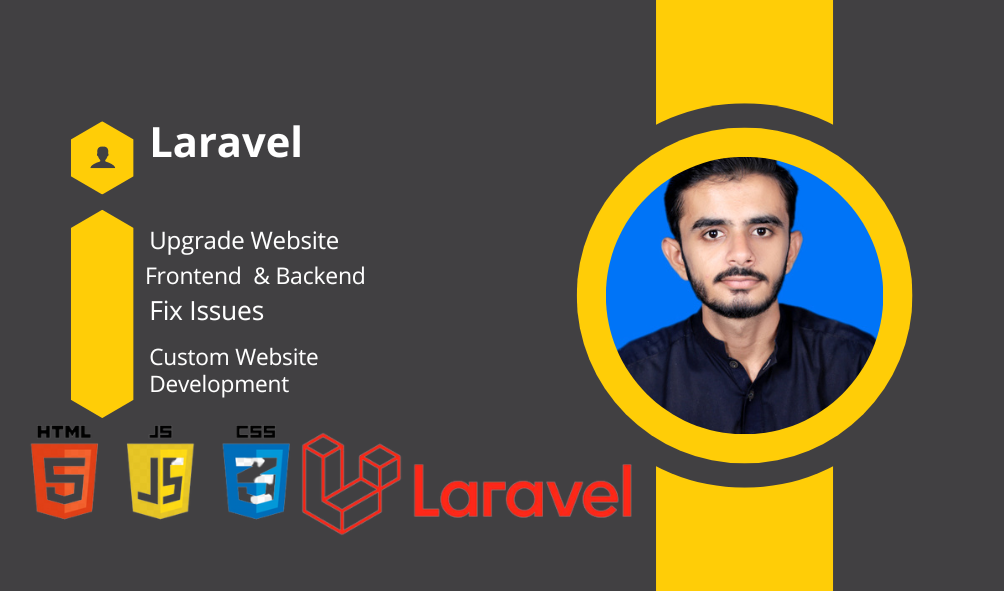 Laravel
Upgrade Website
Frontend & Backend
Fix Issues
Custom Website
Development
HTML
JS
CSS
5
JS
3
Laravel